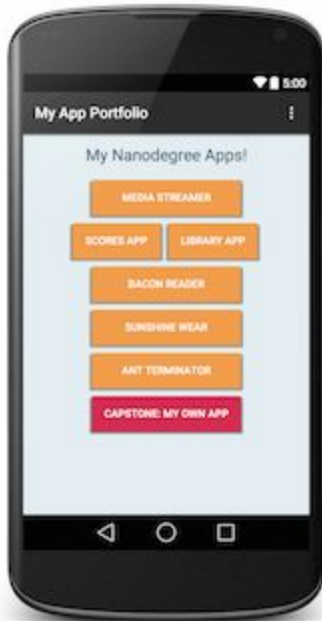 5:00
My App Portfolio
My Nanodegree Apps!
MEDIA STREAMER
SCORES APP LIBRARY APP
BACON READER
SUNSHINE WEAR
ANT TERMINATOR
CAPSTONE: MY OWN APP